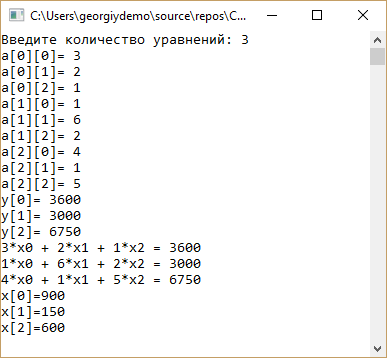 C:\Users\georgiydemo\source\repos\C...
Введите количество уравнений: 3
a[0][0]= 3
a[0][1]= 2
a[0][2]= 1
a[1][0]= 1
a[1][1]= 6
a[1][2]= 2
a[2][0]= 4
a[2][1]= 1
a[2][2]= 5
y[0]= 3600
y[1]= 3000
y[2]= 6750
3*x0 + 2*x1 + 1*x2 = 3600
1*x0 + 6*x1 + 2*x2 = 3000
4*x0 + 1*x1 + 5*x2 = 6750
x[0]=900
x[1]=150
x[2]=600